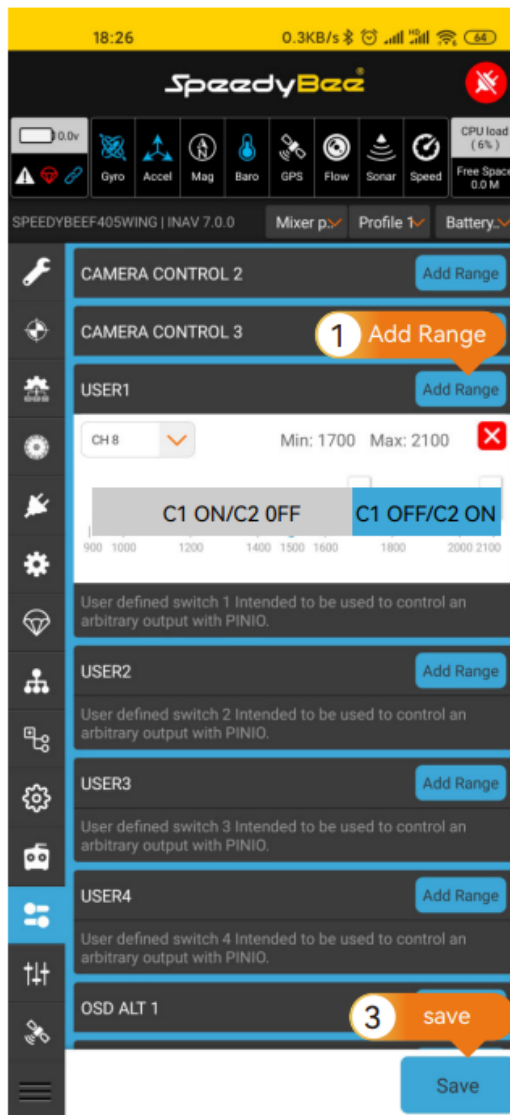 18:26 0.3KB/s HD 64
SpeedyBee
0.0v Gyro Accel Mag Baro GPS Flow Sonar Speed CPU load
(6%)
Free Space
0.0 M
SPEEDYBEEF405WING | INAV 7.0.0 Mixer p.. Profile 1 Battery..
CAMERA CONTROL 2 Add Range
CAMERA CONTROL 3 1 Add Range
USER1 Add Range
CH 8 Min: 1700 Max: 2100
C1 ON/C2 0FF C1 OFF/C2 ON
900 1000 1200 1400 1500 1600 1800 2000 2100
User defined switch 1 Intended to be used to control an
arbitrary output with PINIO.
USER2 Add Range
User defined switch 2 Intended to be used to control an
arbitrary output with PINIO.
USER3 Add Range
User defined switch 3 Intended to be used to control an
arbitrary output with PINIO.
USER4 Add Range
User defined switch 4 Intended to be used to control an
arbitrary output with PINIO.
OSD ALT 1 3 save
Save